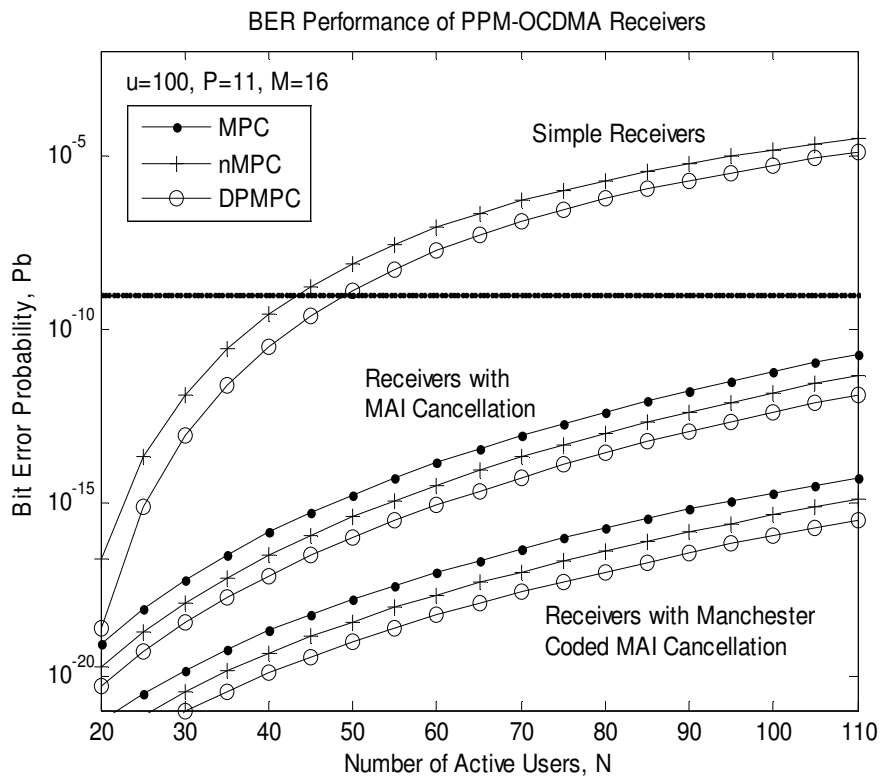 BER Performance of PPM-OCDMA Receivers
u=100, P=11, M=16
MPC
nMPC
DPMPC
Simple Receivers
Receivers with
MAI Cancellation
Receivers with Manchester
Coded MAI Cancellation
Bit Error Probability, Pb
10^-5
10^-10
10^-15
10^-20
20 30 40 50 60 70 80 90 100 110
Number of Active Users, N